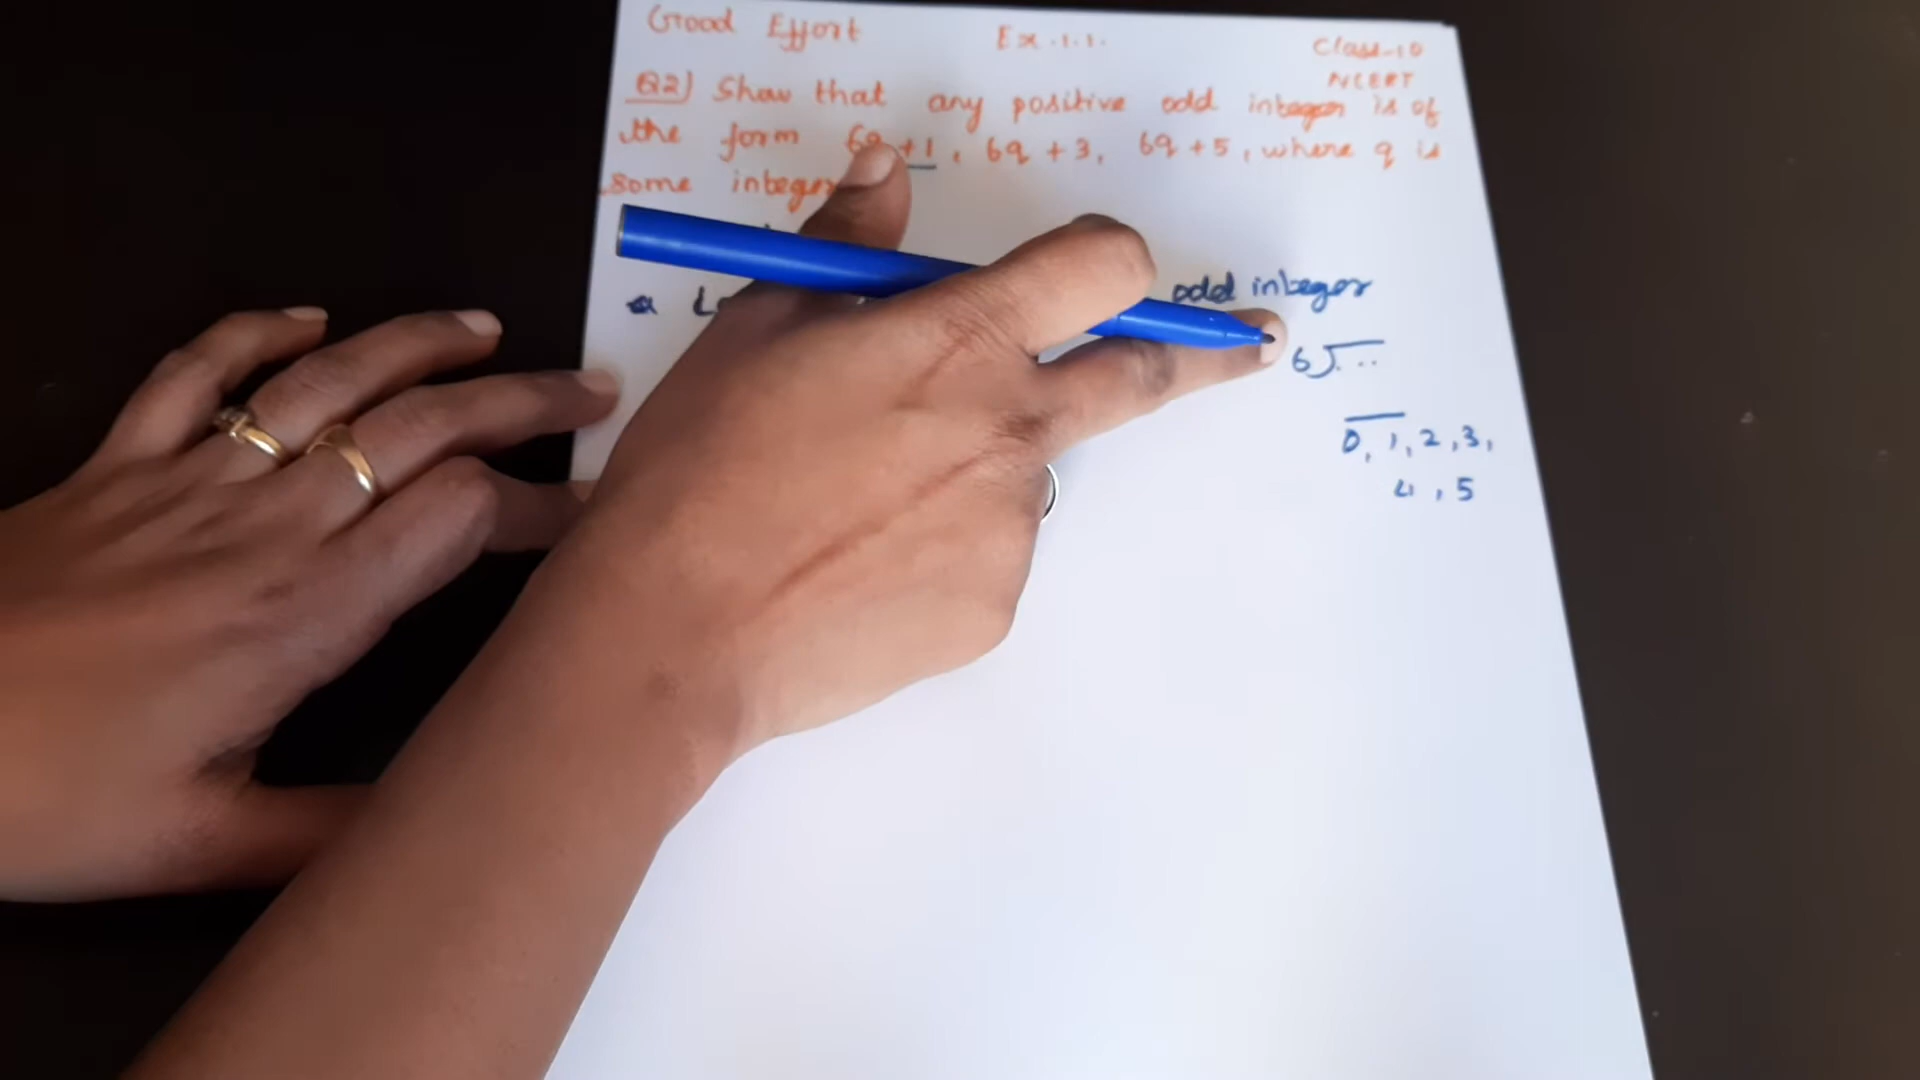 Good Effort Ex.1.1. Class-10
NCERT
Q2) Show that any positive odd integer is of
the form 6q +1, 6q +3, 6q +5, where q is
some integer
odd integer
6
0, 1, 2, 3,
4, 5